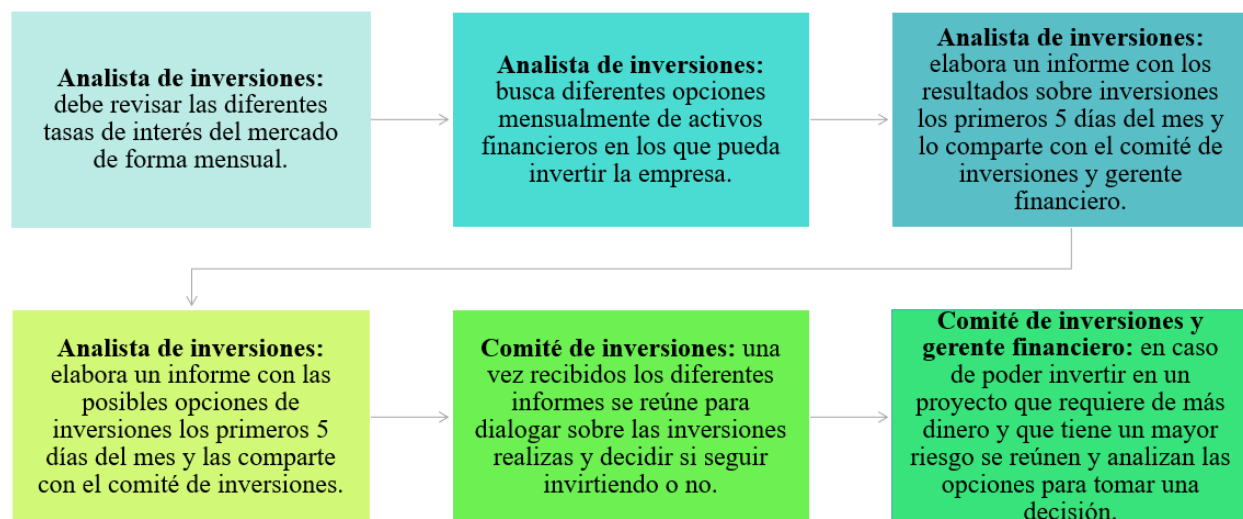 Analista de inversiones:
debe revisar las diferentes
tasas de interés del mercado
de forma mensual.
Analista de inversiones:
busca diferentes opciones
mensualmente de activos
financieros en los que pueda
invertir la empresa.
Analista de inversiones:
elabora un informe con los
resultados sobre inversiones
los primeros 5 días del mes y
lo comparte con el comité de
inversiones y gerente
financiero.
Analista de inversiones:
elabora un informe con las
posibles opciones de
inversiones los primeros 5
días del mes y las comparte
con el comité de inversiones.
Comité de inversiones: una
vez recibidos los diferentes
informes se reúne para
dialogar sobre las inversiones
realizas y decidir si seguir
invirtiendo o no.
Comité de inversiones y
gerente financiero: en caso
de poder invertir en un
proyecto que requiere de más
dinero y que tiene un mayor
riesgo se reúnen y analizan las
opciones para tomar una
decisión.